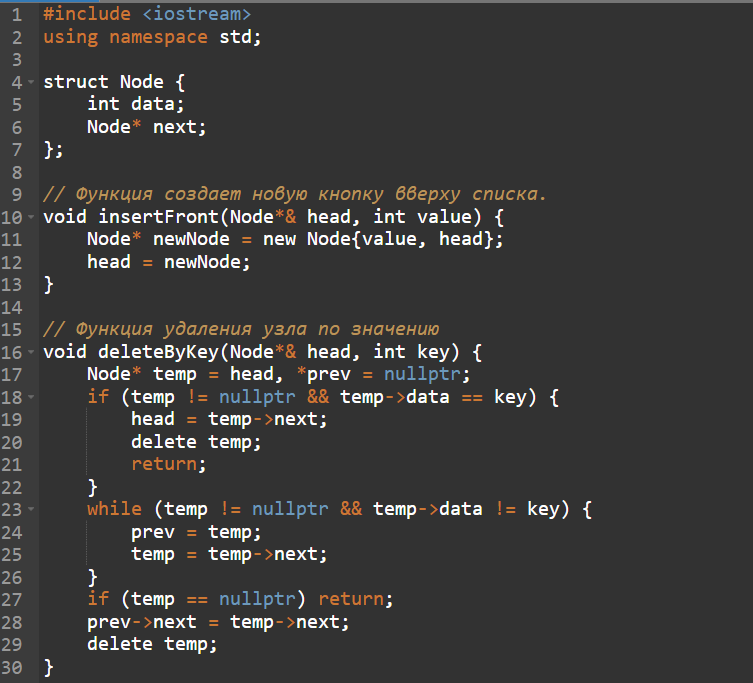 1 #include <iostream>
2 using namespace std;
3
4 struct Node {
5     int data;
6     Node* next;
7 };
8
9 // Функция создает новую кнопку вверху списка.
10 void insertFront(Node*& head, int value) {
11     Node* newNode = new Node{value, head};
12     head = newNode;
13 }
14
15 // Функция удаления узла по значению
16 void deleteByKey(Node*& head, int key) {
17     Node* temp = head, *prev = nullptr;
18     if (temp != nullptr && temp->data == key) {
19         head = temp->next;
20         delete temp;
21         return;
22     }
23     while (temp != nullptr && temp->data != key) {
24         prev = temp;
25         temp = temp->next;
26     }
27     if (temp == nullptr) return;
28     prev->next = temp->next;
29     delete temp;
30 }